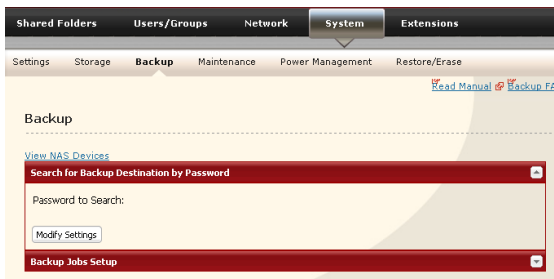 Shared Folders Users/Groups Network System Extensions
Settings Storage Backup Maintenance Power Management Restore/Erase
Read Manual Backup FA
Backup
View NAS Devices
Search for Backup Destination by Password
Password to Search:
Modify Settings
Backup Jobs Setup